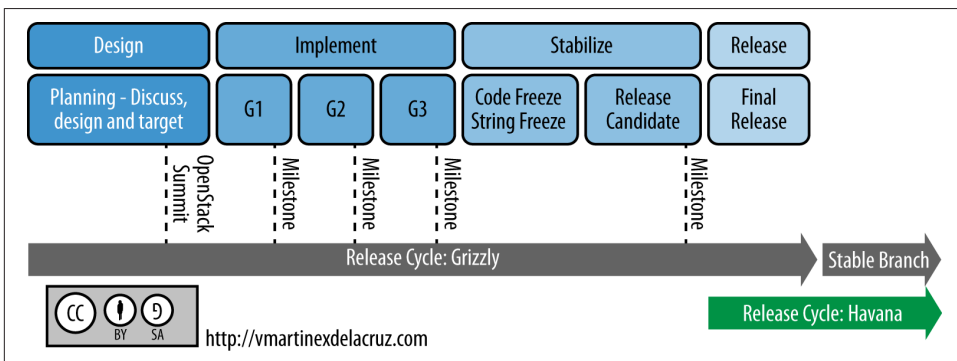 Design
Implement
Stabilize
Release
Planning - Discuss,
design and target
G1
G2
G3
Code Freeze
String Freeze
Release
Candidate
Final
Release
OpenStack
Summit
Milestone
Milestone
Milestone
Milestone
Release Cycle: Grizzly
Stable Branch
Release Cycle: Havana
CC
BY
SA
http://vmartinexdelacruz.com